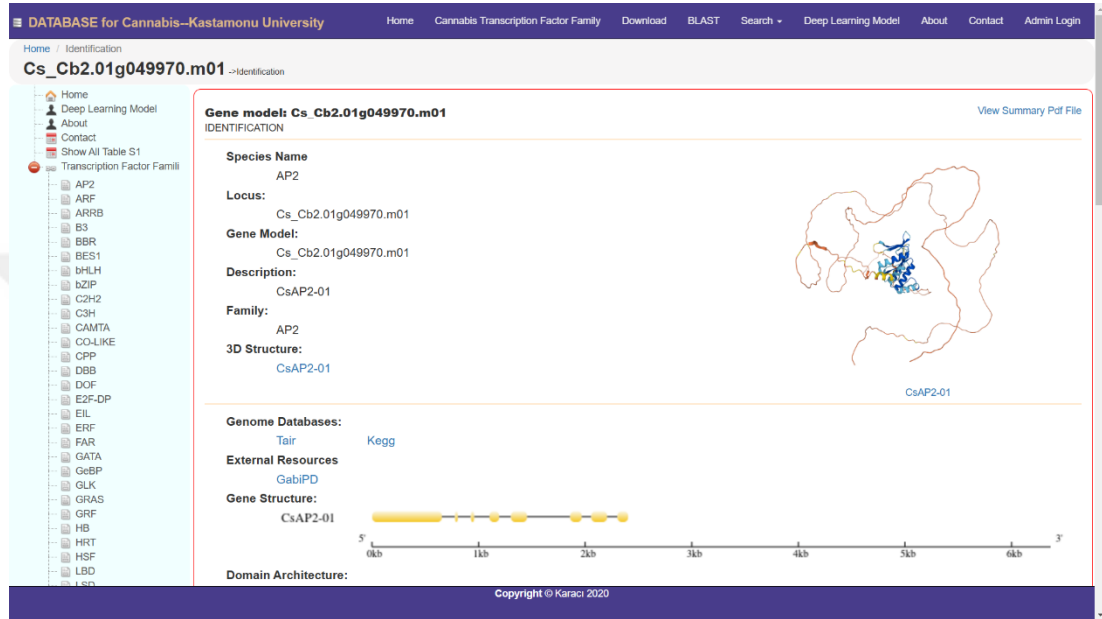 DATABASE for Cannabis--Kastamonu University
Home Cannabis Transcription Factor Family Download BLAST Search Deep Learning Model About Contact Admin Login
Home / Identification
Cs_Cb2.01g049970.m01 ->Identification
Home
Deep Learning Model
About
Contact
Show All Table S1
Transcription Factor Famili
AP2
ARF
ARRB
B3
BBR
BES1
bHLH
bZIP
C2H2
C3H
CAMTA
CO-LIKE
CPP
DBB
DOF
E2F-DP
EIL
ERF
FAR
GATA
GeBP
GLK
GRAS
GRF
HB
HRT
HSF
LBD
LSD
Gene model: Cs_Cb2.01g049970.m01
View Summary Pdf File
IDENTIFICATION
Species Name
AP2
Locus:
Cs_Cb2.01g049970.m01
Gene Model:
Cs_Cb2.01g049970.m01
Description:
CsAP2-01
Family:
AP2
3D Structure:
CsAP2-01
CsAP2-01
Genome Databases:
Tair Kegg
External Resources
GabiPD
Gene Structure:
CsAP2-01
5' 3'
0kb 1kb 2kb 3kb 4kb 5kb 6kb
Domain Architecture:
Copyright © Karacı 2020